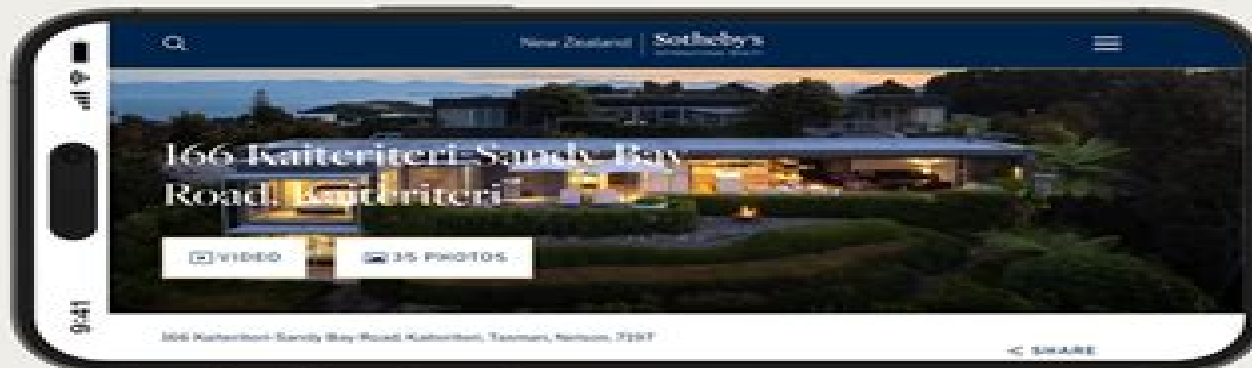 9:41
New Zealand | Sotheby's
166 Kaiteriteri-Sandy Bay
Road, Kaiteriteri
VIDEO
35 PHOTOS
166 Kaiteriteri-Sandy Bay Road, Kaiteriteri, Tasman, Nelson, 7197
SHARE